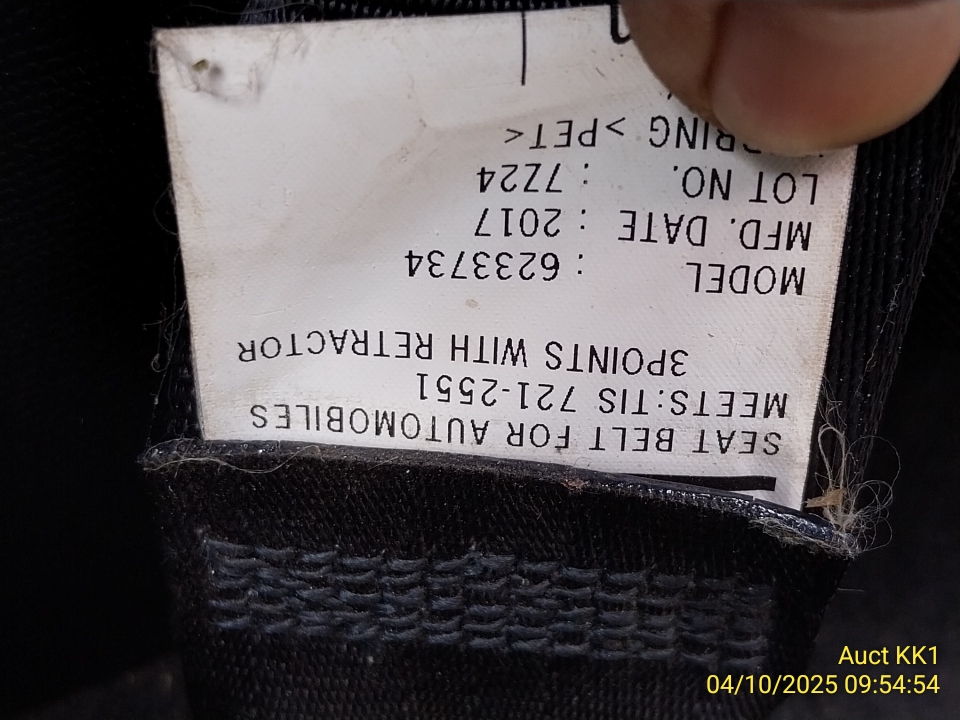 SEAT BELT FOR AUTOMOBILES
MEETS:TIS 721-2551
3POINTS WITH RETRACTOR
MODEL : 6233734
MFD. DATE : 2017
LOT NO. : 7224
>PET<
Auct KK1
04/10/2025 09:54:54